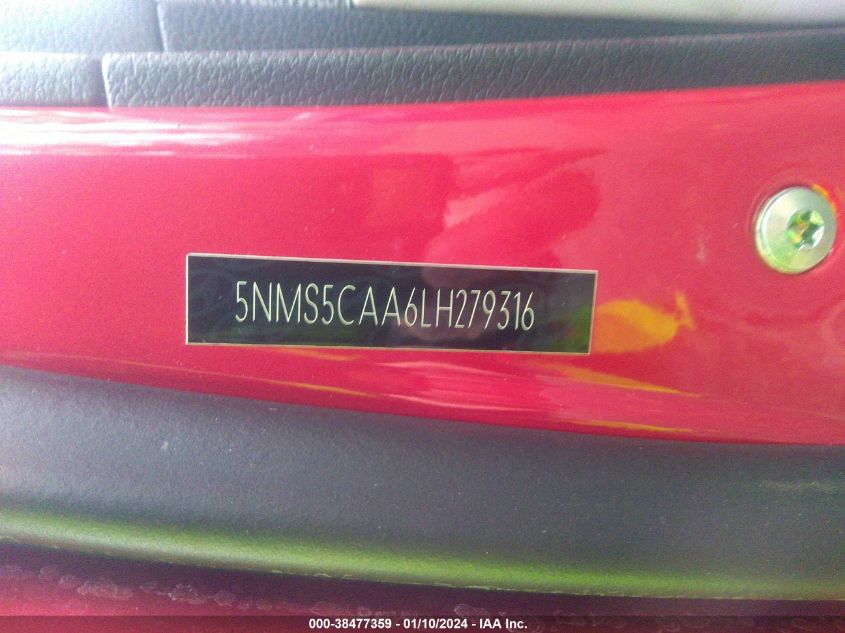 5NMS5CAA6LH279316
000-38477359 - 01/10/2024 - IAA Inc.